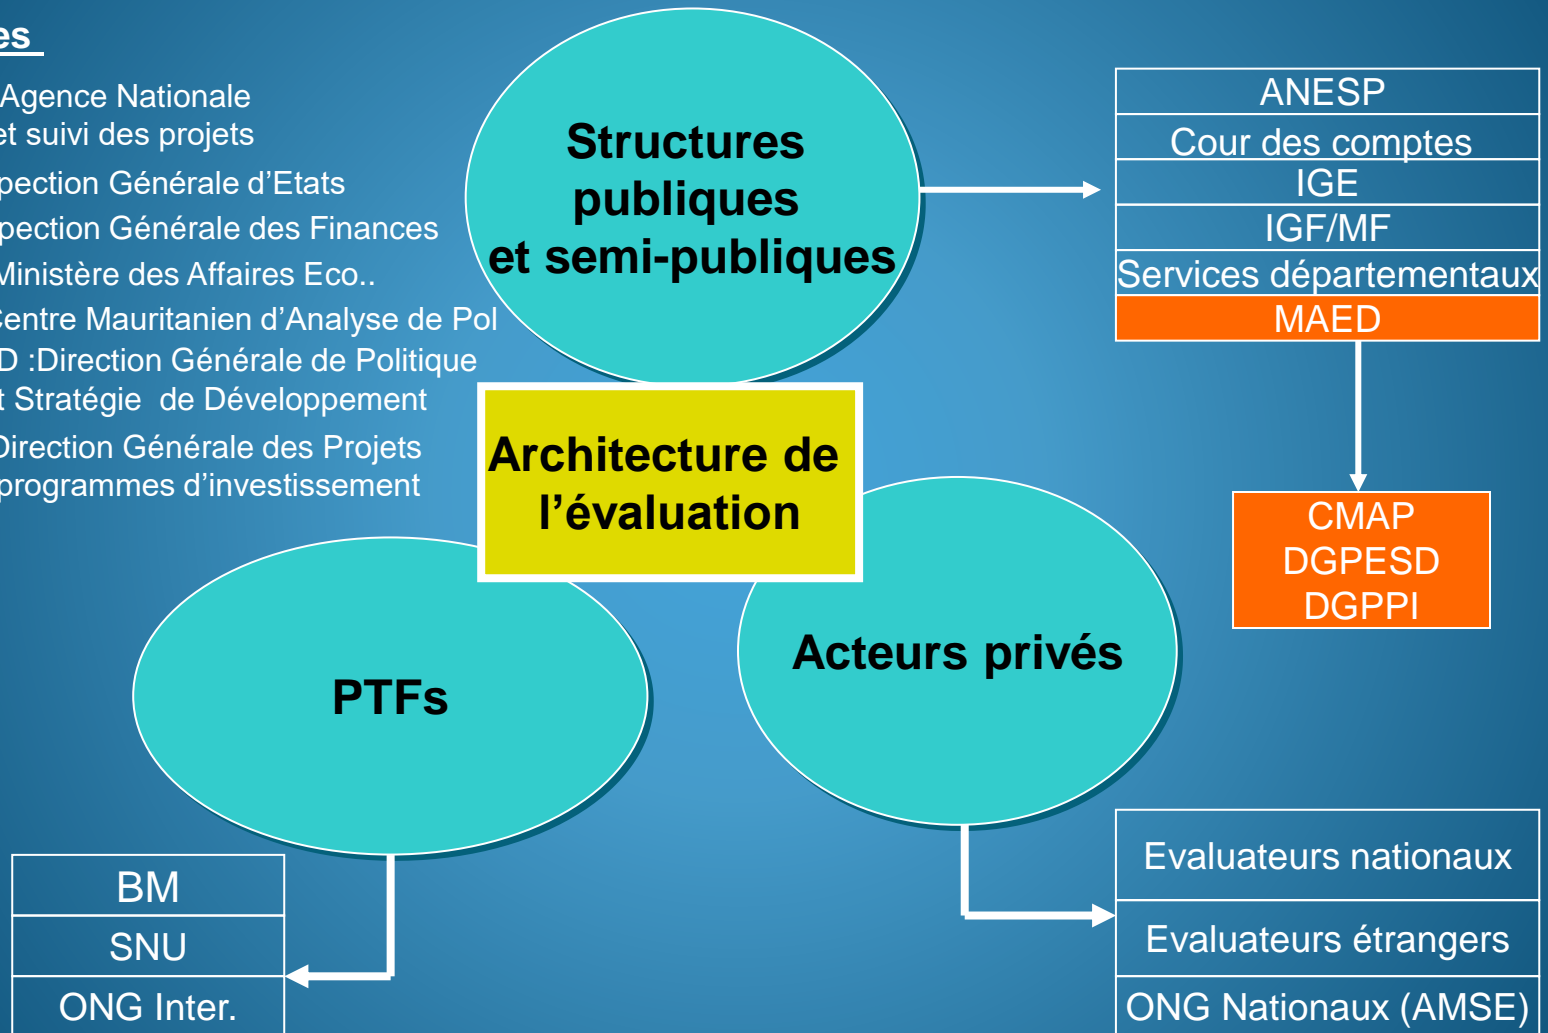 es
Agence Nationale
et suivi des projets
pection Générale d’Etats
pection Générale des Finances
Ministère des Affaires Eco..
Centre Mauritanien d’Analyse de Pol
D :Direction Générale de Politique
t Stratégie de Développement
Direction Générale des Projets
programmes d’investissement
Structures
publiques
et semi-publiques
ANESP
Cour des comptes
IGE
IGF/MF
Services départementaux
MAED
CMAP
DGPESD
DGPPI
Architecture de
l’évaluation
PTFs
Acteurs privés
BM
SNU
ONG Inter.
Evaluateurs nationaux
Evaluateurs étrangers
ONG Nationaux (AMSE)